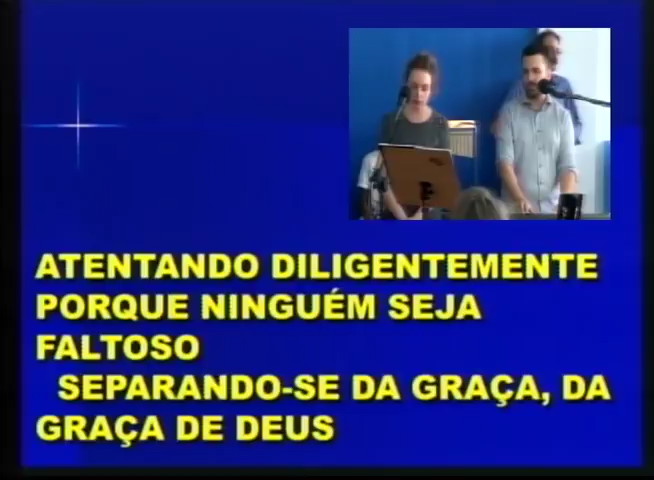 ATENTANDO DILIGENTEMENTE
PORQUE NINGUÉM SEJA
FALTOSO
SEPARANDO-SE DA GRAÇA, DA
GRAÇA DE DEUS